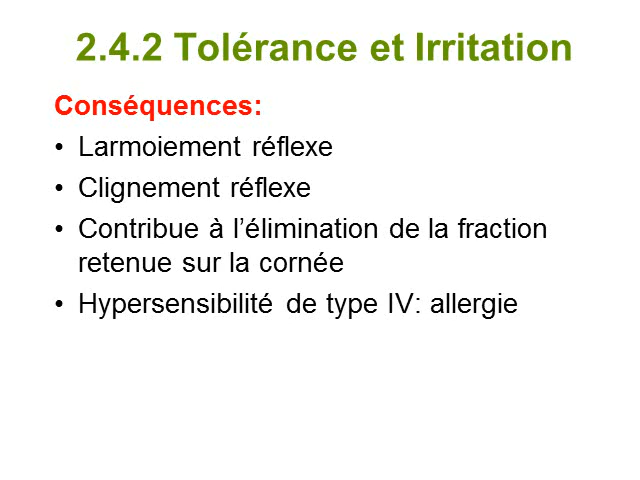 2.4.2 Tolérance et Irritation
Conséquences:
• Larmoiement réflexe
• Clignement réflexe
• Contribue à l’élimination de la fraction
retenue sur la cornée
• Hypersensibilité de type IV: allergie